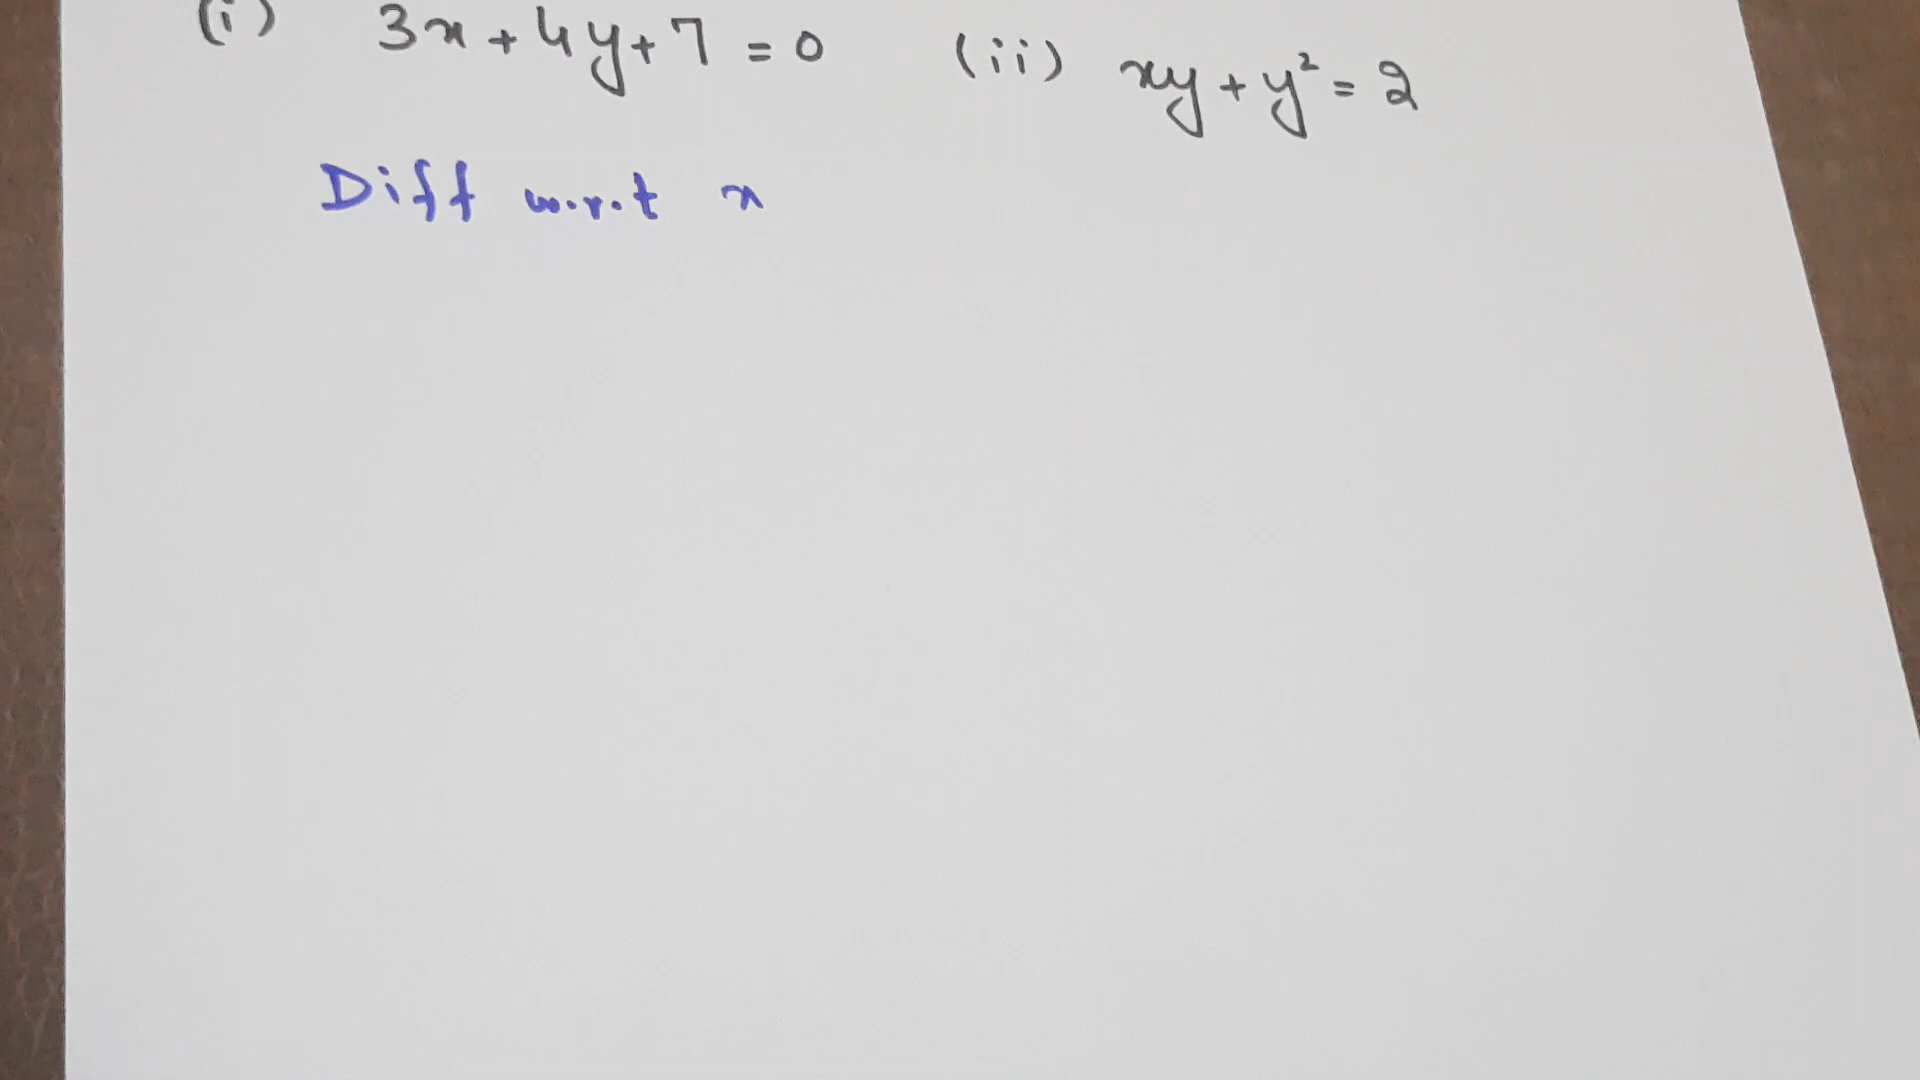 (i) 3x + 4y + 7 = 0 (ii) xy + y² = 2
Diff w.r.t x